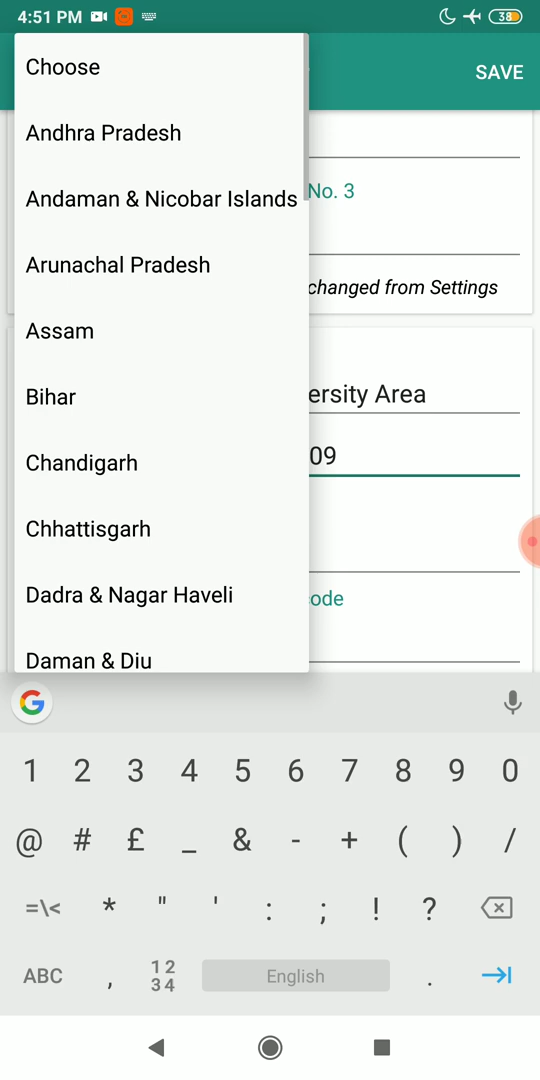 4:51 PM
38
SAVE
Choose
Andhra Pradesh
Andaman & Nicobar Islands
No. 3
Arunachal Pradesh
changed from Settings
Assam
Bihar
ersity Area
Chandigarh
09
Chhattisgarh
Dadra & Nagar Haveli
ode
Daman & Diu
G
1 2 3 4 5 6 7 8 9 0
@ # £ _ & - + ( ) /
=\< * " ' : ; ! ?
ABC , 12 34 English .